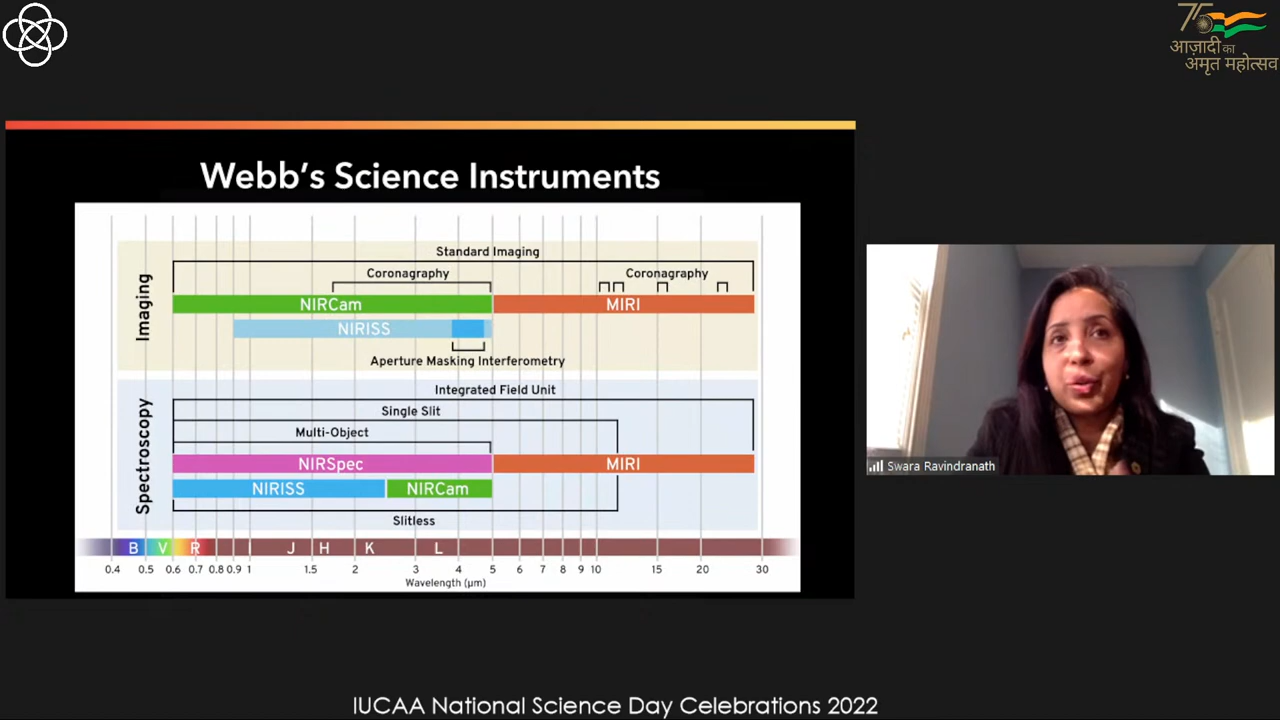 75
आज़ादी का
अमृत महोत्सव
Webb's Science Instruments
Imaging
Standard Imaging
Coronagraphy
Coronagraphy
NIRCam
MIRI
NIRISS
Aperture Masking Interferometry
Spectroscopy
Integrated Field Unit
Single Slit
Multi-Object
NIRSpec
MIRI
NIRISS
NIRCam
Slitless
B V R I J H K L
0.4 0.5 0.6 0.7 0.8 0.9 1 1.5 2 3 4 5 6 7 8 9 10 15 20 30
Wavelength (μm)
Swara Ravindranath
IUCAA National Science Day Celebrations 2022